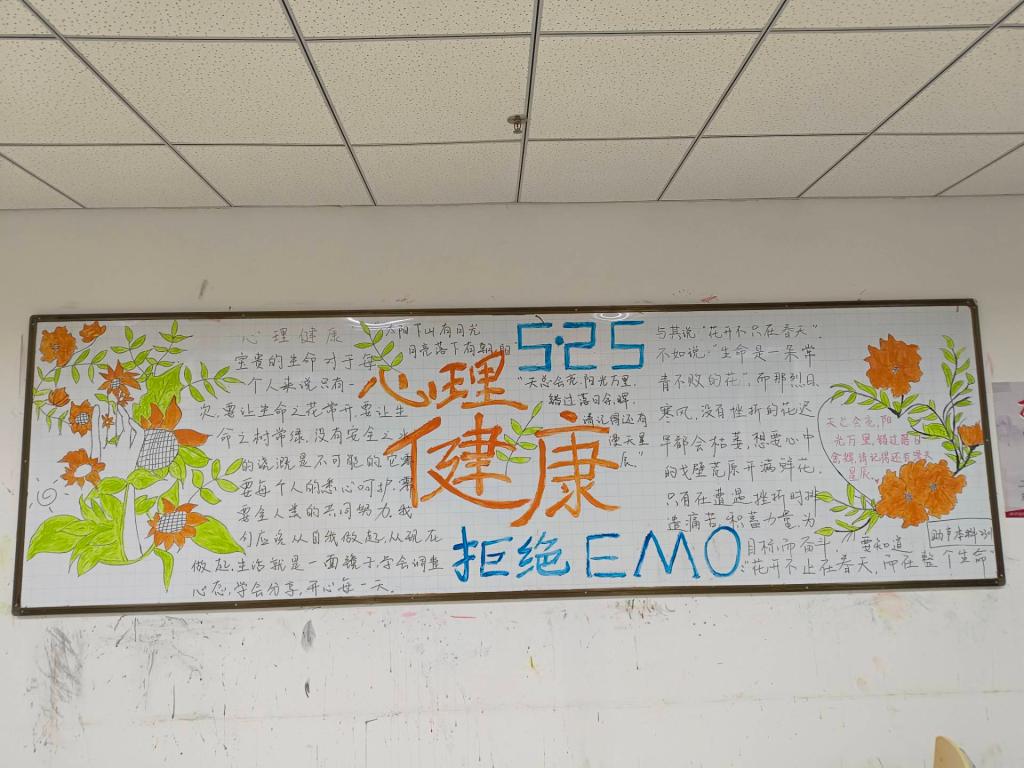 心理健康
宝贵的生命对于每
个人来说只有一
次,要让生命之花常开,要让生
命之树常绿,没有安全之水
的浇溉是不可能的,它需
要每个人的悉心呵护,需
要全人类的共同努力,我
们应该从自我做起,从现在
做起,生活就是一面镜子,学会调整
心态,学会分享,开心每一天.
太阳下山有月光
月亮落下有朝阳
心理
健康
5·25
"天总会亮,阳光万里,
错过落日余晖,
请记得还有
漫天星
辰."
拒绝EMO
与其说"花开不只在春天",
不如说:"生命是一朵常
青不败的花",而那烈日
寒风,没有挫折的花迟
早都会枯萎,想要心中
的戈壁荒原开满鲜花,
只有在遭遇挫折时排
遣痛苦积蓄力量,为
目标而奋斗,要知道
:"花开不止在春天,而在整个生命"
天总会亮,阳
光万里,错过落日
余晖,请记得还有漫天
星辰.
助产本科